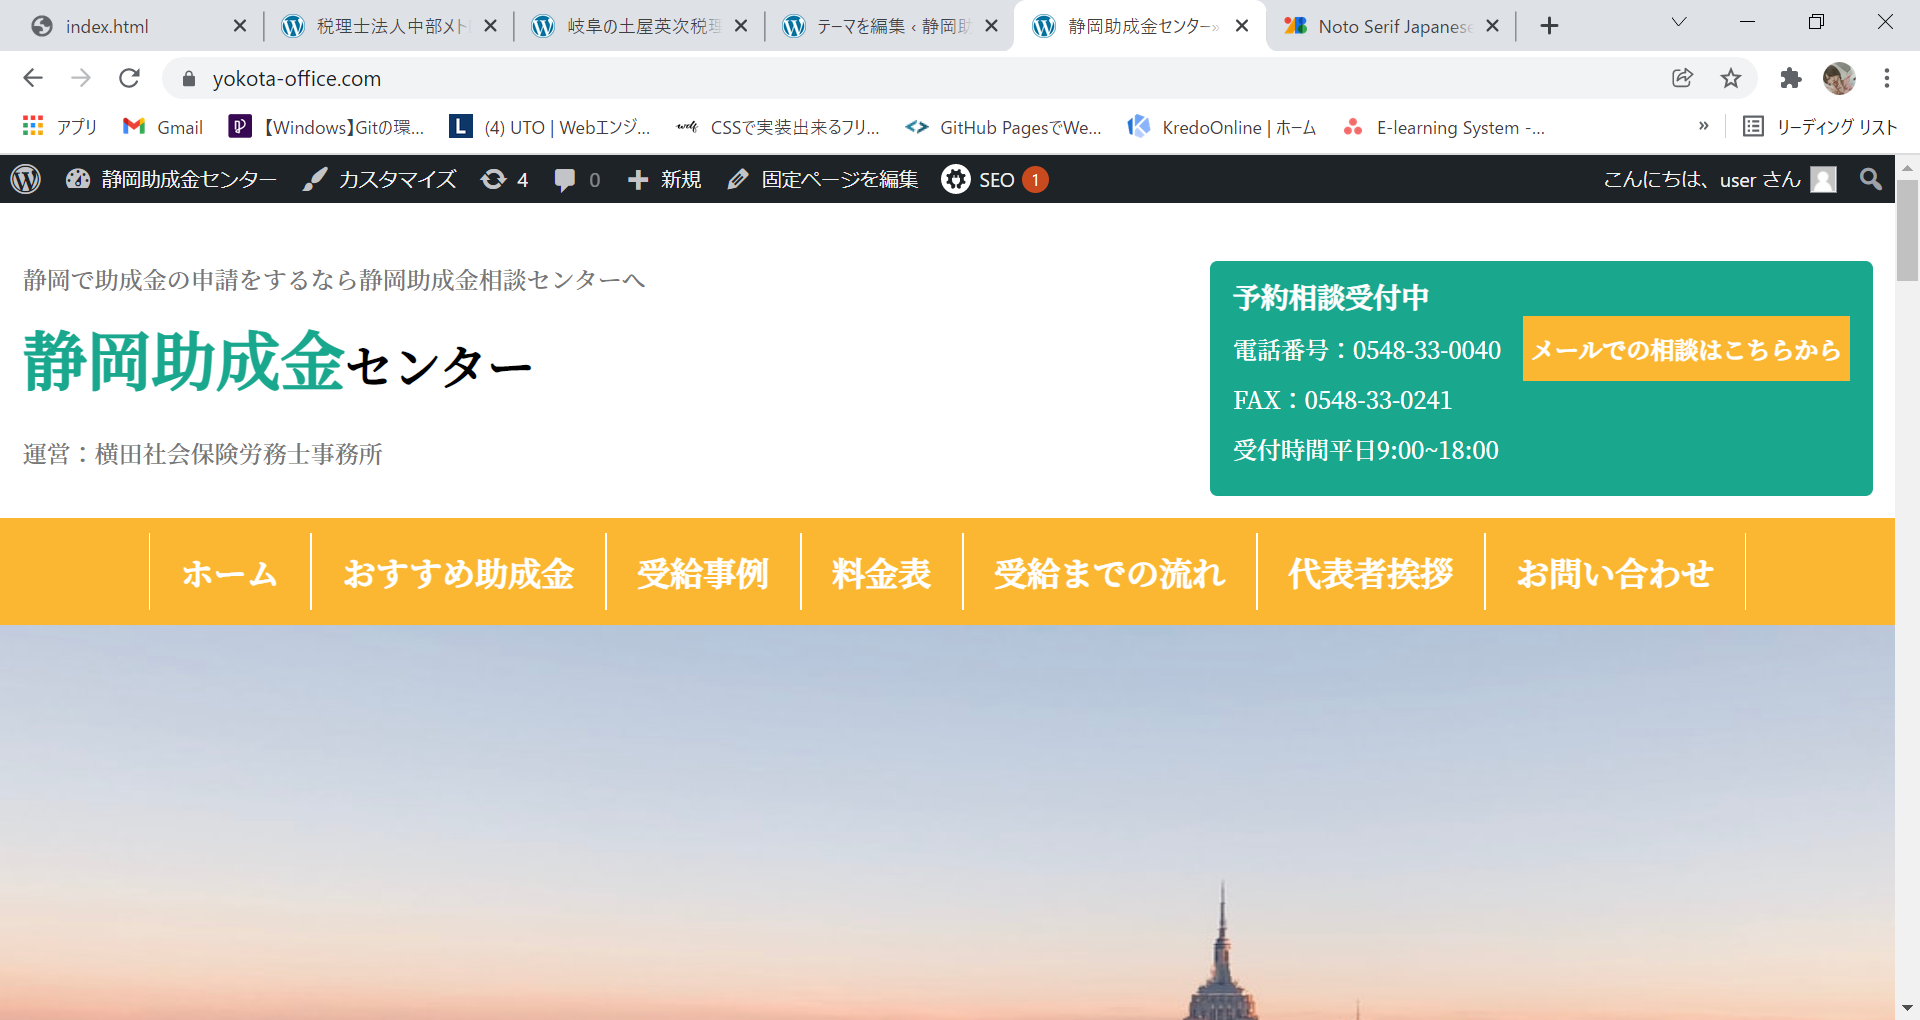 index.html
税理士法人中部メト
岐阜の土屋英次税理
テーマを編集 ‹ 静岡助
静岡助成金センター»
Noto Serif Japanese
yokota-office.com
アプリ
Gmail
【Windows】Gitの環...
(4) UTO | Webエンジ...
CSSで実装出来るフリ...
GitHub PagesでWe...
KredoOnline | ホーム
E-learning System -...
»
リーディング リスト
静岡助成金センター
カスタマイズ
4
0
新規
固定ページを編集
SEO 1
こんにちは、user さん
静岡で助成金の申請をするなら静岡助成金相談センターへ
静岡助成金センター
運営：横田社会保険労務士事務所
予約相談受付中
電話番号：0548-33-0040
メールでの相談はこちらから
FAX：0548-33-0241
受付時間平日9:00~18:00
ホーム
おすすめ助成金
受給事例
料金表
受給までの流れ
代表者挨拶
お問い合わせ